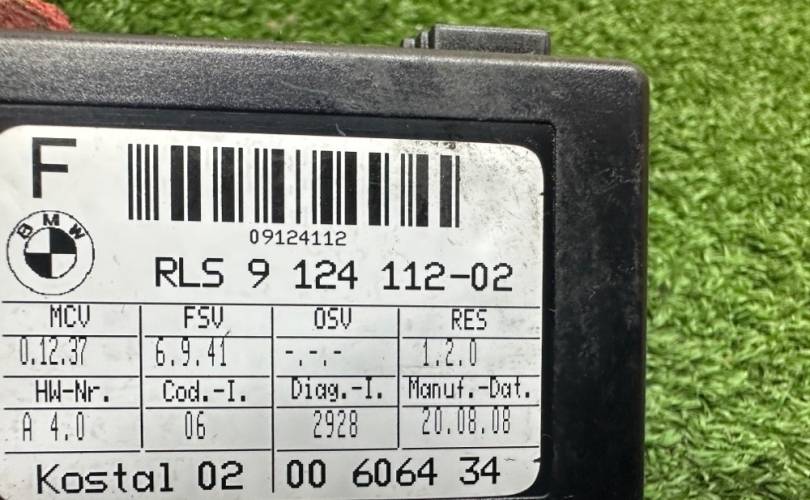 F
BMW
09124112
RLS 9 124 112-02
MCV FSV OSV RES
0.12.37 6.9.41 -.-.- 1.2.0
HW-Nr. Cod.-I. Diag.-I. Manuf.-Dat.
A 4.0 06 2928 20.08.08
Kostal 02 00 6064 34